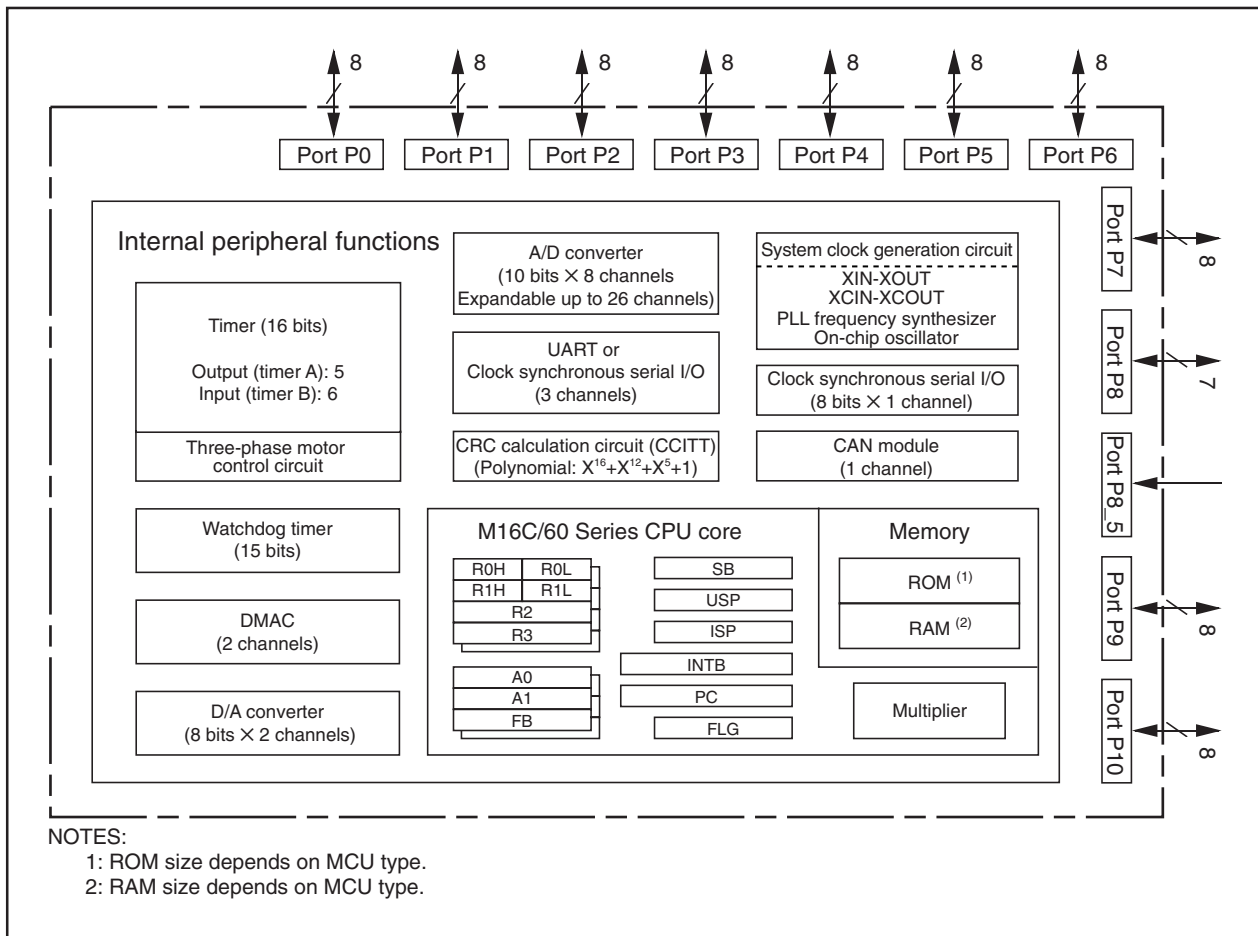 8 8 8 8 8 8 8
Port P0 Port P1 Port P2 Port P3 Port P4 Port P5 Port P6
Internal peripheral functions
Timer (16 bits)
Output (timer A): 5
Input (timer B): 6
Three-phase motor
control circuit
Watchdog timer
(15 bits)
DMAC
(2 channels)
D/A converter
(8 bits × 2 channels)
A/D converter
(10 bits × 8 channels
Expandable up to 26 channels)
UART or
Clock synchronous serial I/O
(3 channels)
CRC calculation circuit (CCITT)
(Polynomial: X¹⁶+X¹²+X⁵+1)
System clock generation circuit
XIN-XOUT
XCIN-XCOUT
PLL frequency synthesizer
On-chip oscillator
Clock synchronous serial I/O
(8 bits × 1 channel)
CAN module
(1 channel)
M16C/60 Series CPU core
R0H R0L
R1H R1L
R2
R3
A0
A1
FB
SB
USP
ISP
INTB
PC
FLG
Memory
ROM (1)
RAM (2)
Multiplier
Port P7
8
Port P8
7
Port P8_5
Port P9
8
Port P10
8
NOTES:
1: ROM size depends on MCU type.
2: RAM size depends on MCU type.